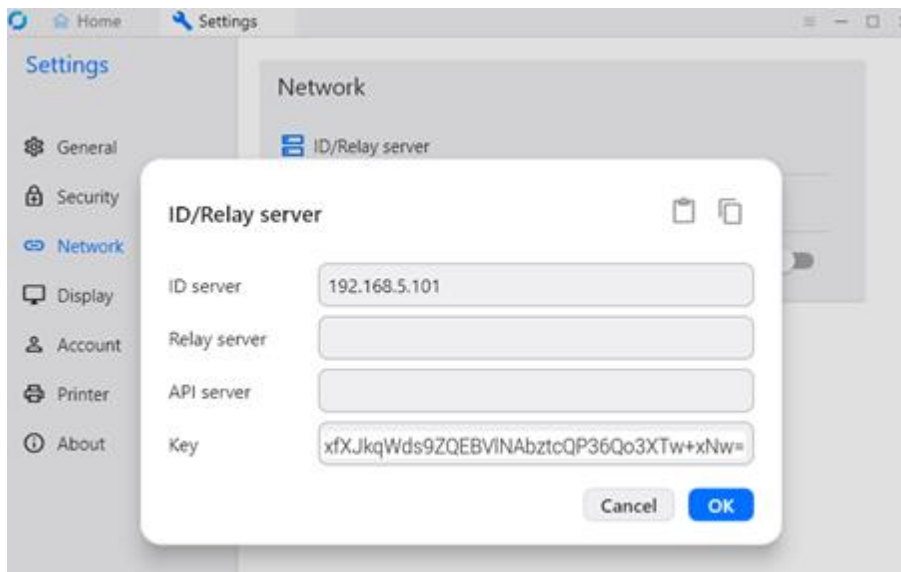 Home
Settings
Settings
General
Security
Network
Display
Account
Printer
About
Network
ID/Relay server
ID/Relay server
ID server
192.168.5.101
Relay server
API server
Key
xfXJkqWds9ZQEBVlNAbztcQP36Qo3XTw+xNw=
Cancel
OK